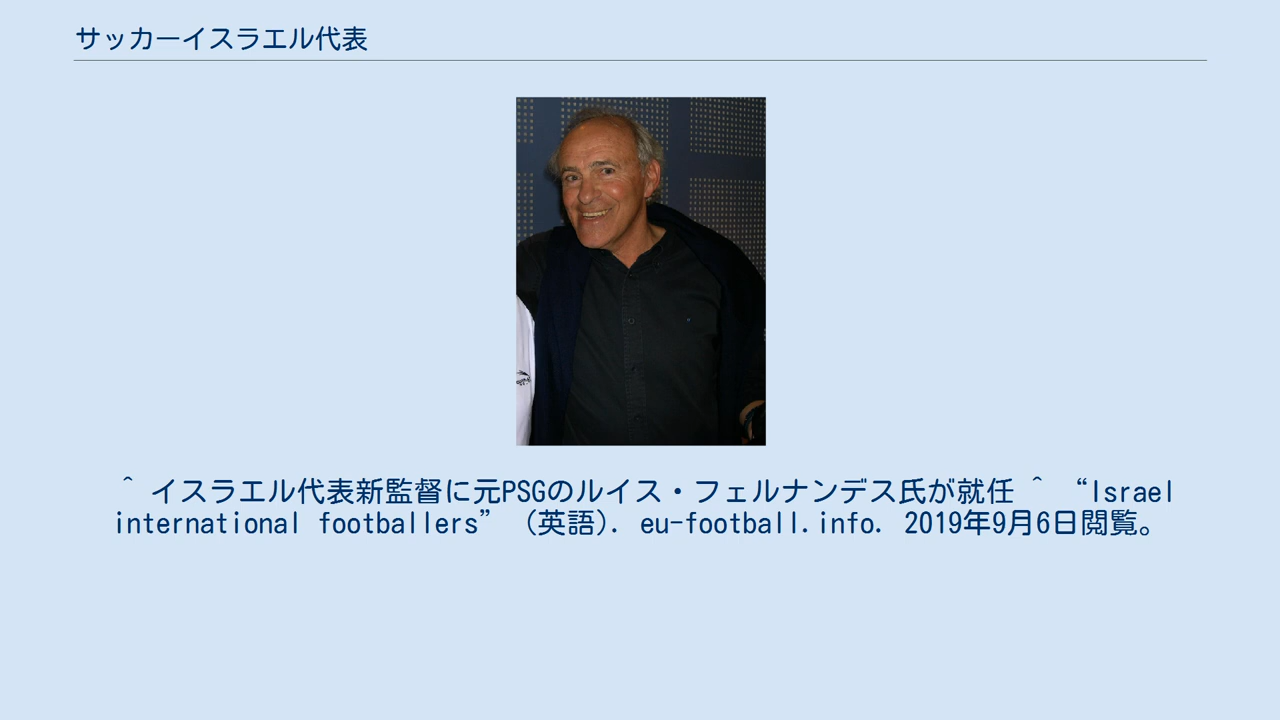 サッカーイスラエル代表
^ イスラエル代表新監督に元PSGのルイス・フェルナンデス氏が就任 ^ “Israel
international footballers” (英語). eu-football.info. 2019年9月6日閲覧。